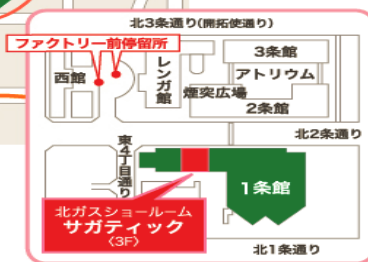 北3条通り(開拓使通り)
ファクトリー前停留所
西館
レンガ館
3条館
アトリウム
煙突広場
2条館
北2条通り
東4丁目通り
1条館
北ガスショールーム
サガティック
〈3F〉
北1条通り